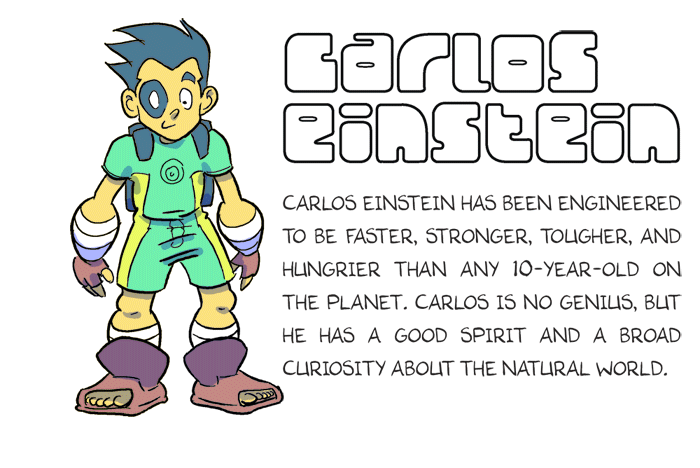 Carlos
Einstein
CARLOS EINSTEIN HAS BEEN ENGINEERED
TO BE FASTER, STRONGER, TOUGHER, AND
HUNGRIER THAN ANY 10-YEAR-OLD ON
THE PLANET. CARLOS IS NO GENIUS, BUT
HE HAS A GOOD SPIRIT AND A BROAD
CURIOSITY ABOUT THE NATURAL WORLD.